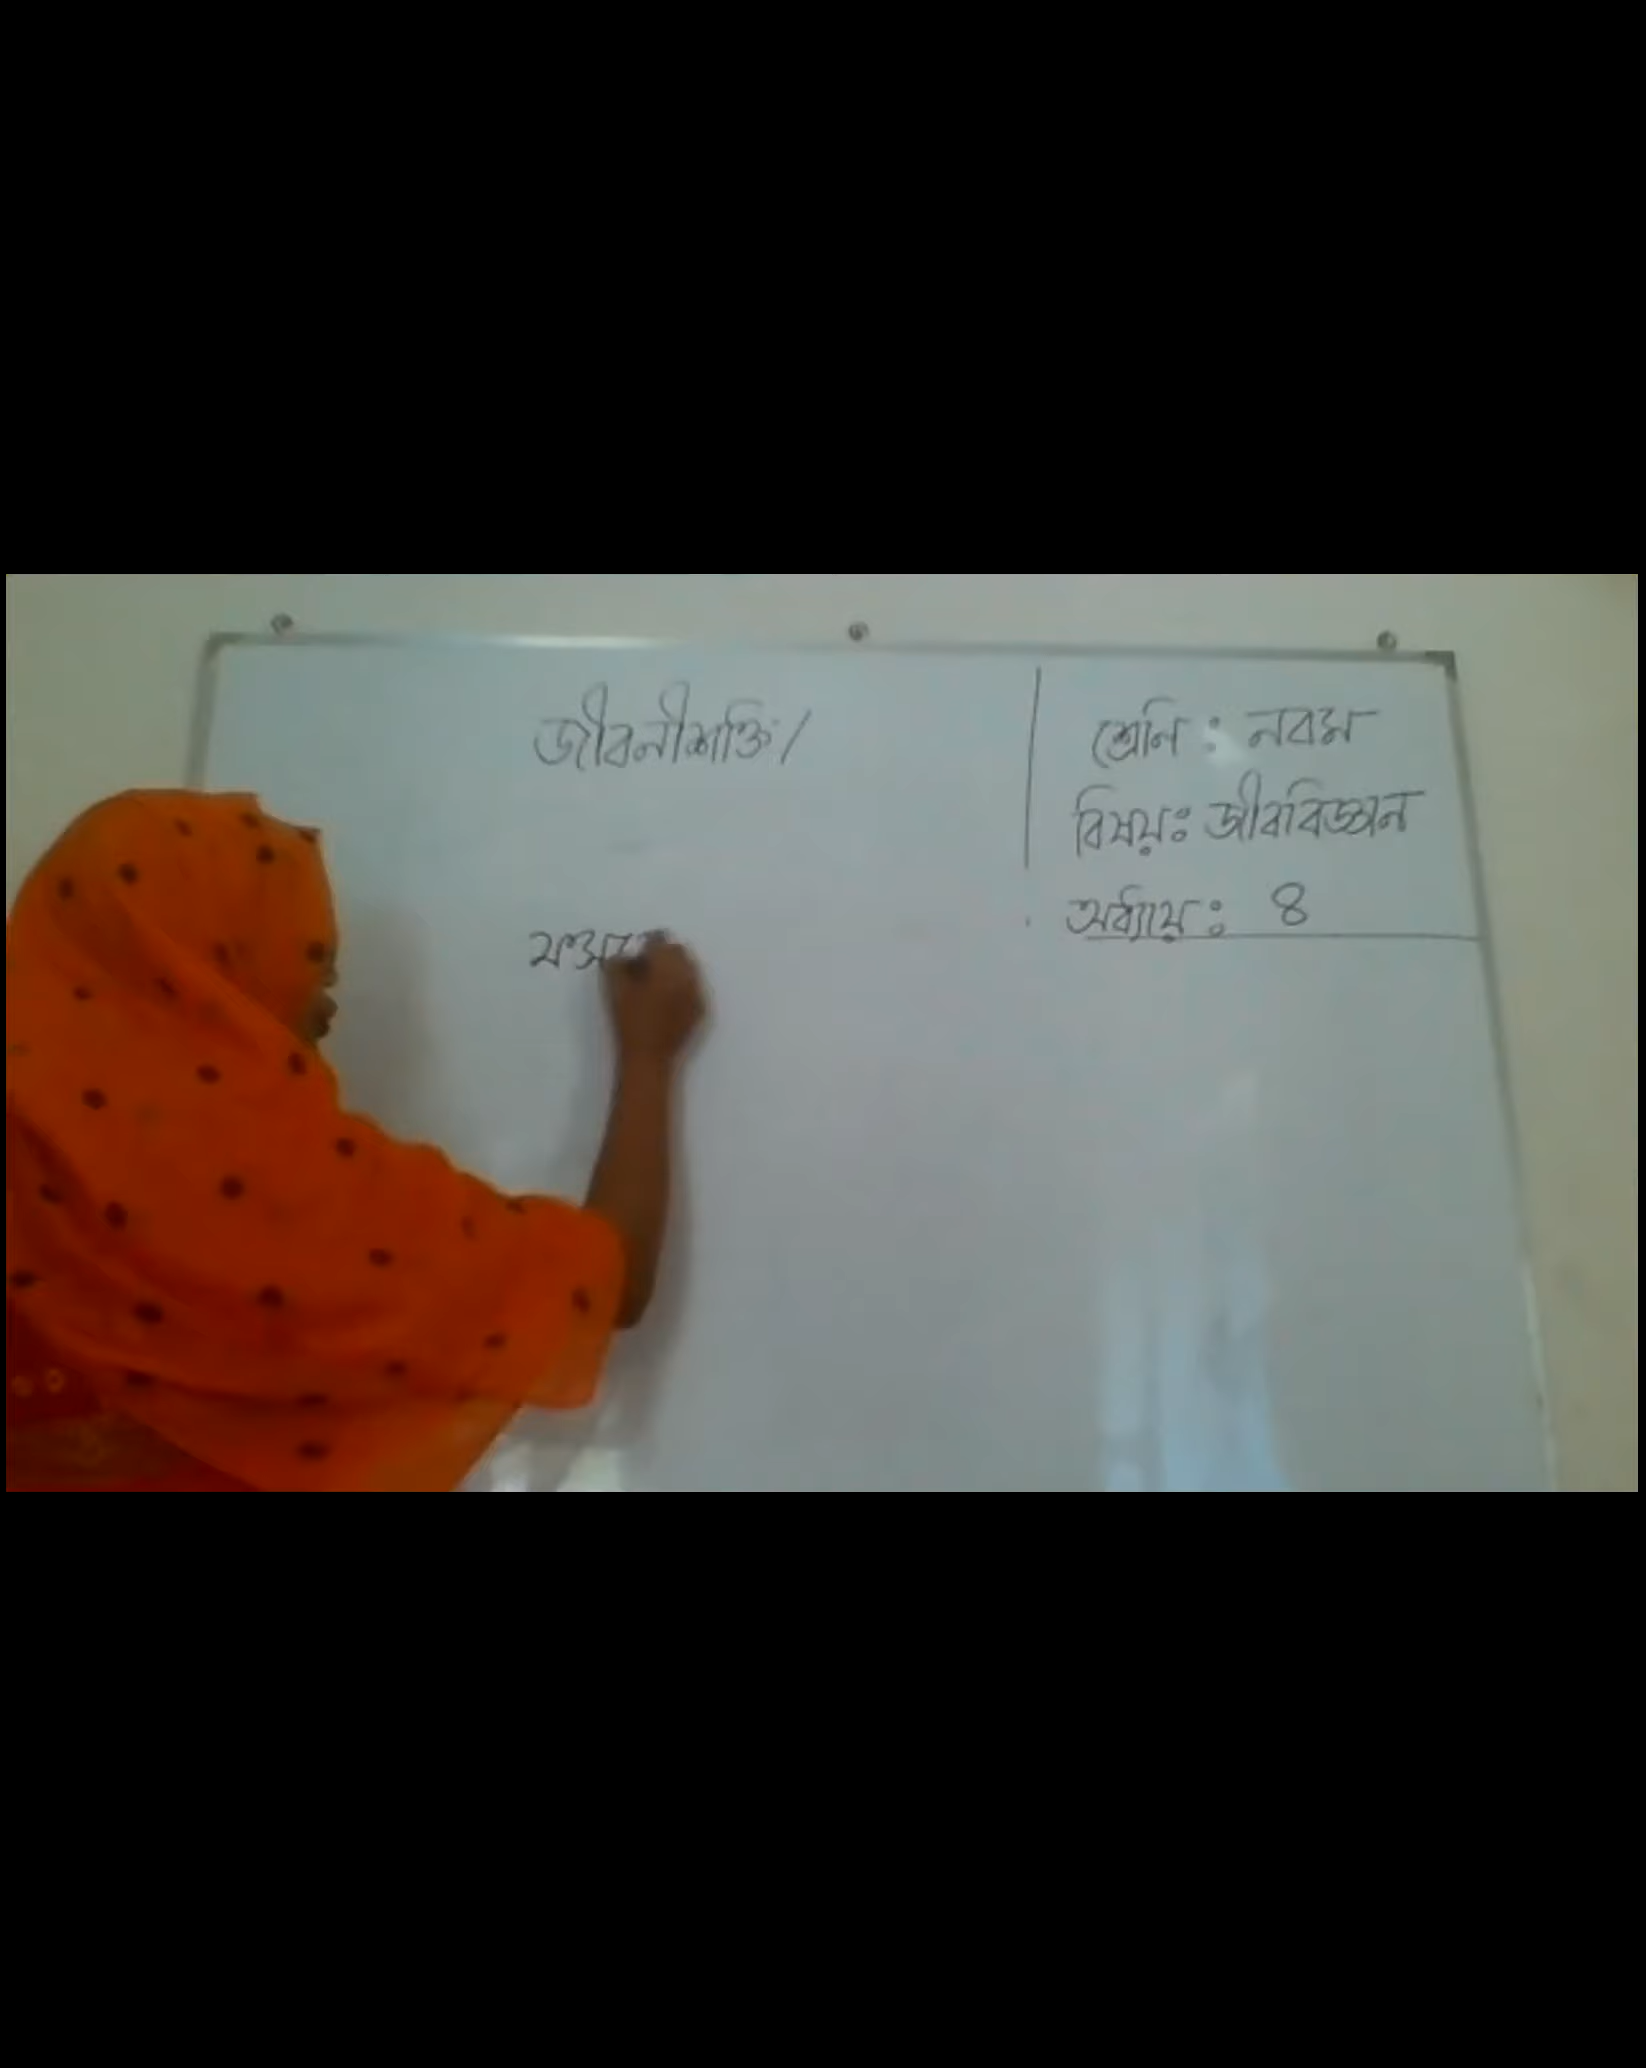 জীবনীশক্তি /
শ্রেণি : নবম
বিষয়ঃ জীববিজ্ঞান
অধ্যায়ঃ ৪